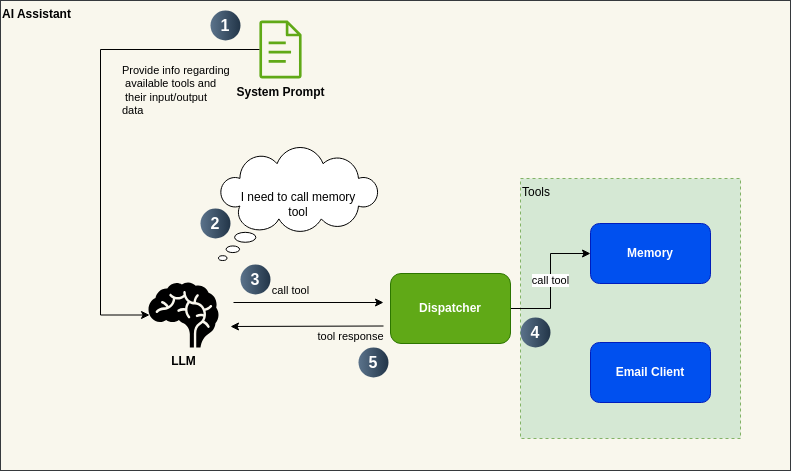 AI Assistant
1
System Prompt
Provide info regarding
available tools and
their input/output
data
I need to call memory
tool
2
3
call tool
LLM
Dispatcher
tool response
5
Tools
call tool
4
Memory
Email Client